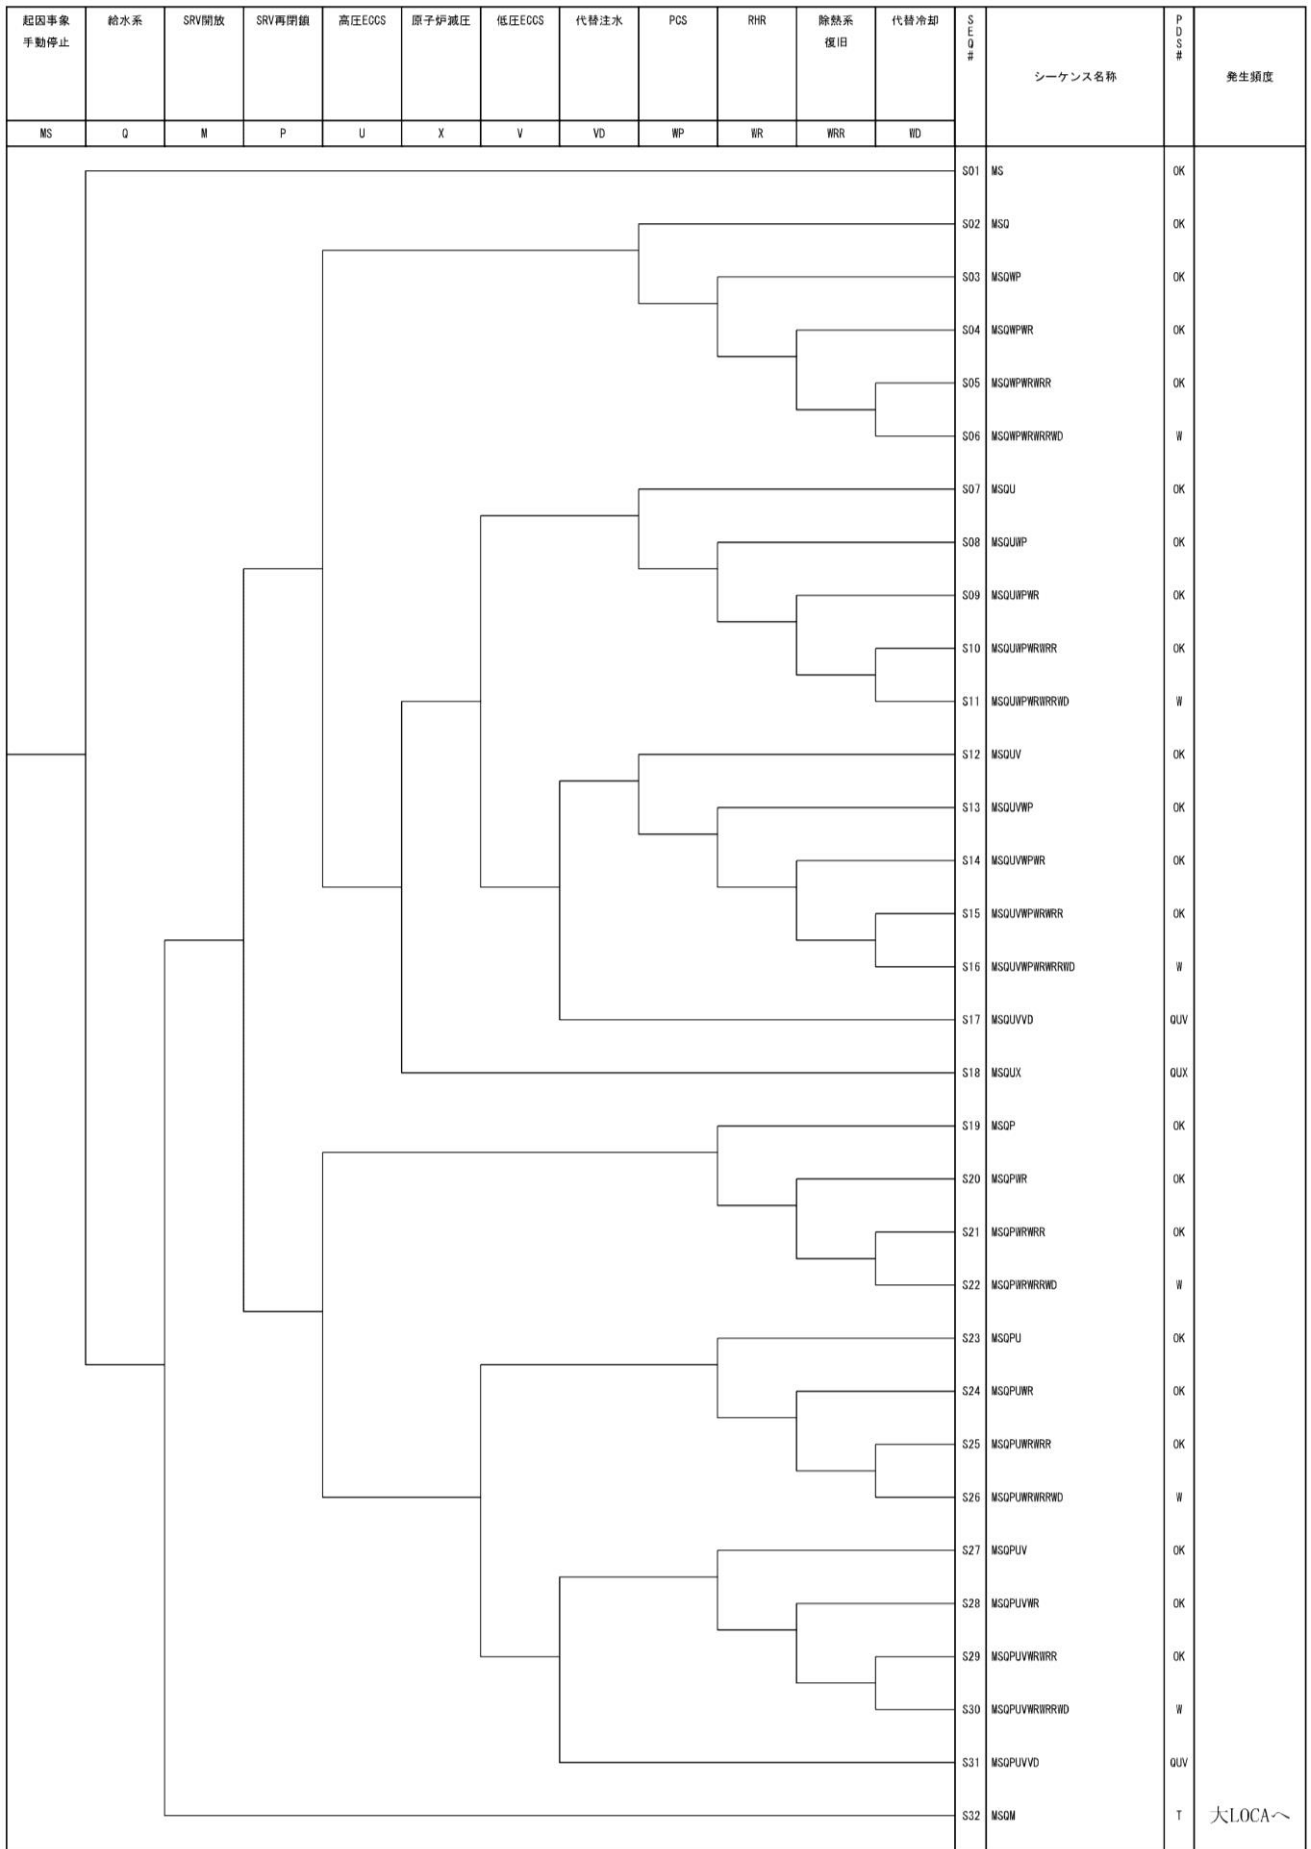 起因事象 給水系 SRV開放 SRV再閉鎖 高圧ECCS 原子炉減圧 低圧ECCS 代替注水 PCS RHR 除熱系 代替冷却 SEQ# シーケンス名称 PDS# 発生頻度
手動停止 復旧
MS Q M P U X V VD WP WR WRR WD
S01 MS OK
S02 MSQ OK
S03 MSQWP OK
S04 MSQWPWR OK
S05 MSQWPWRWRR OK
S06 MSQWPWRWRRWD W
S07 MSQU OK
S08 MSQUWP OK
S09 MSQUWPWR OK
S10 MSQUWPWRWRR OK
S11 MSQUWPWRWRRWD W
S12 MSQUV OK
S13 MSQUVWP OK
S14 MSQUVWPWR OK
S15 MSQUVWPWRWRR OK
S16 MSQUVWPWRWRRWD W
S17 MSQUVVD QUV
S18 MSQUX QUX
S19 MSQP OK
S20 MSQPWR OK
S21 MSQPWRWRR OK
S22 MSQPWRWRRWD W
S23 MSQPU OK
S24 MSQPUWR OK
S25 MSQPUWRWRR OK
S26 MSQPUWRWRRWD W
S27 MSQPUV OK
S28 MSQPUVWR OK
S29 MSQPUVWRWRR OK
S30 MSQPUVWRWRRWD W
S31 MSQPUVVD QUV
S32 MSQM T 大LOCAへ